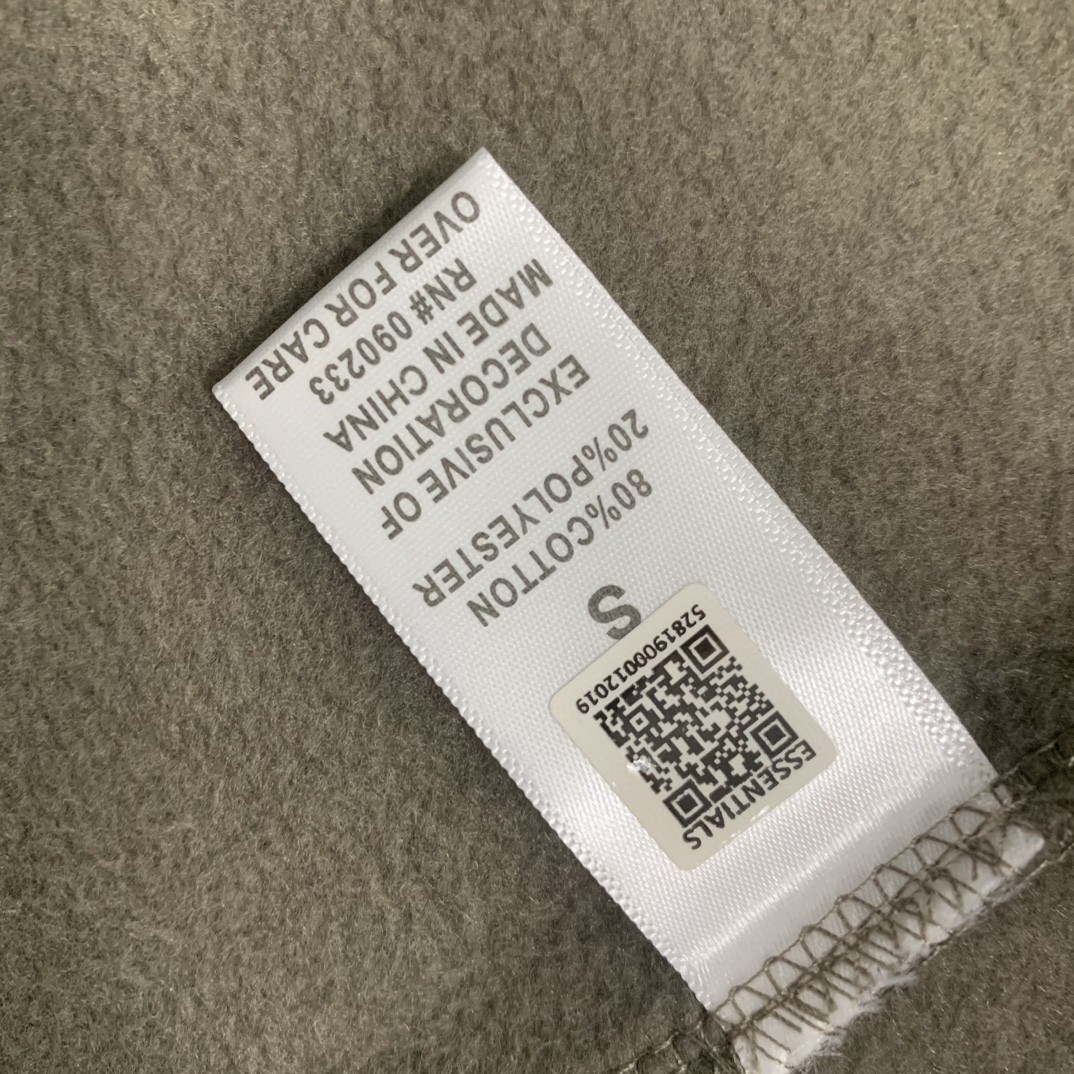 ESSENTIALS
5281900012019
S
80%COTTON
20%POLYESTER
EXCLUSIVE OF
DECORATION
MADE IN CHINA
RN# 090233
OVER FOR CARE